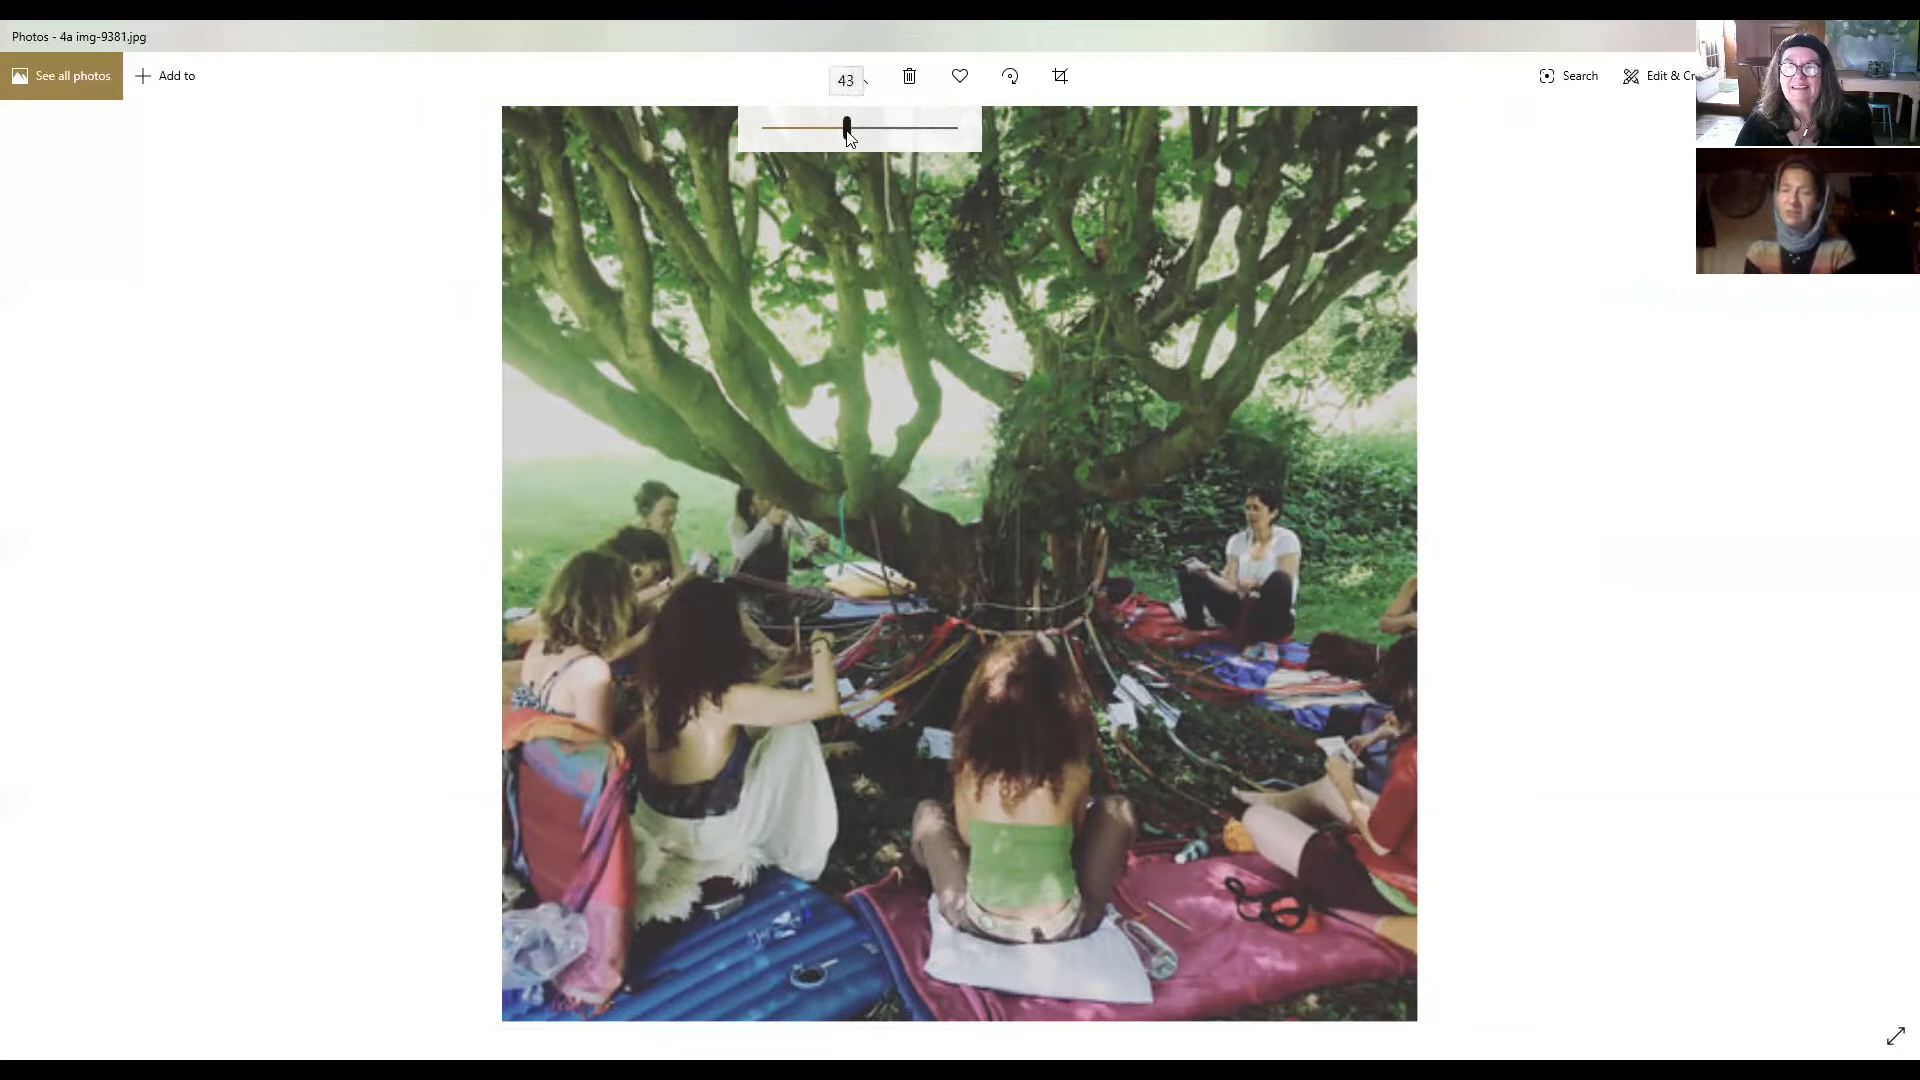 Photos - 4a img-9381.jpg
See all photos
Add to
43
Search
Edit & Cr